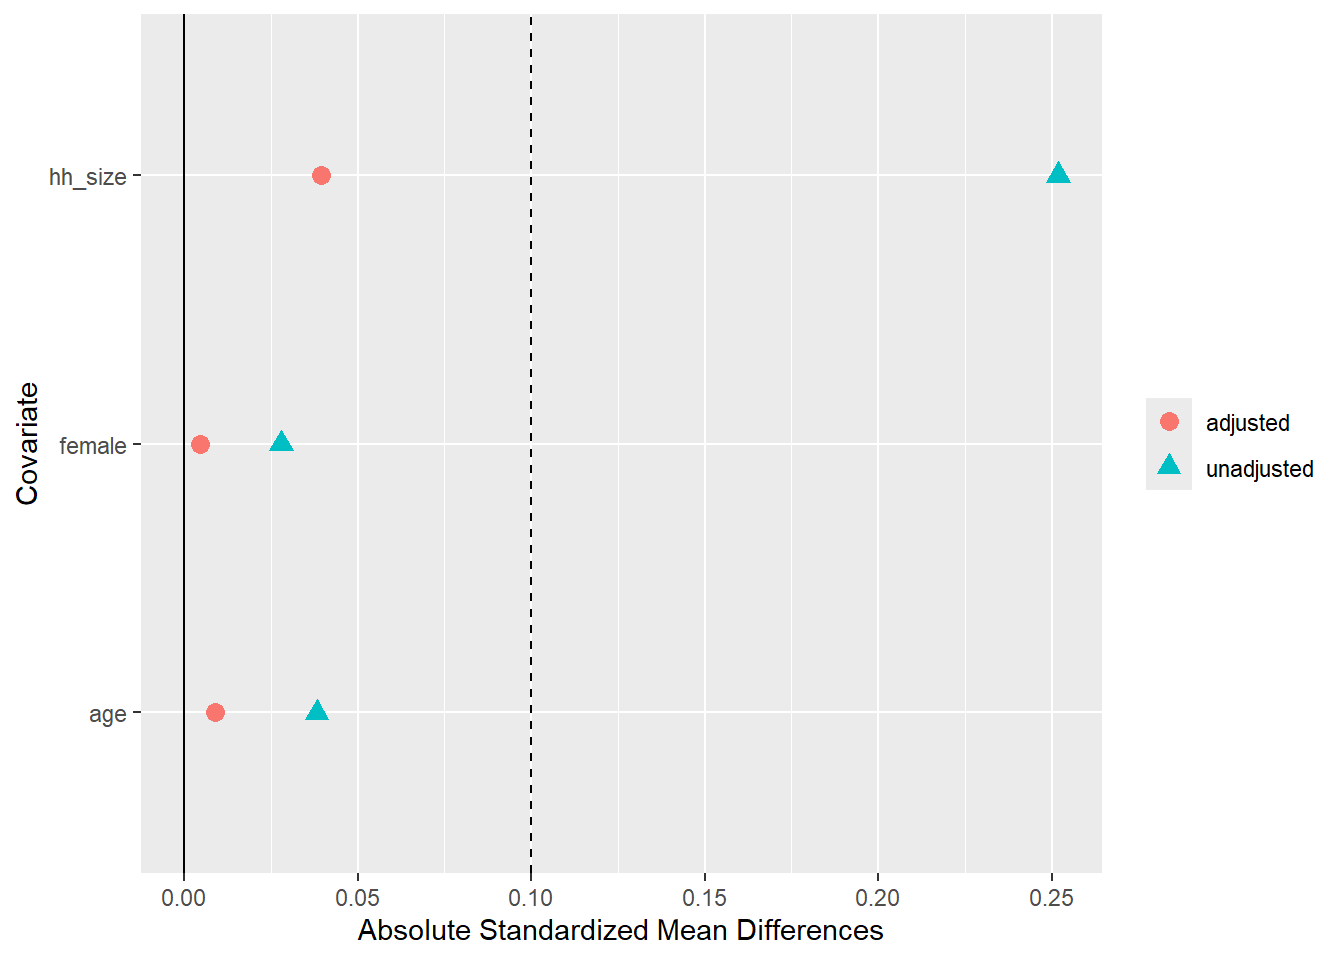 hh_size
female
age
Covariate
0.00 0.05 0.10 0.15 0.20 0.25
Absolute Standardized Mean Differences
adjusted
unadjusted